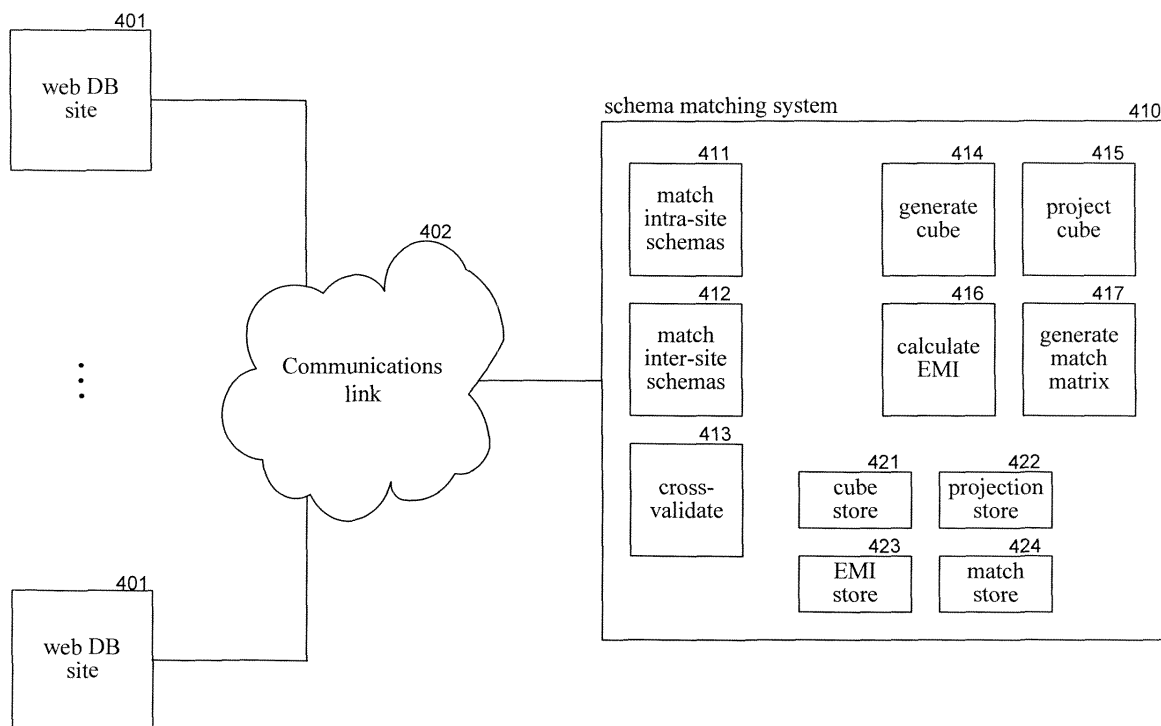 401
web DB
site
schema matching system
410
411
match
intra-site
schemas
414
generate
cube
415
project
cube
402
Communications
link
412
match
inter-site
schemas
416
calculate
EMI
417
generate
match
matrix
413
cross-
validate
421
cube
store
422
projection
store
423
EMI
store
424
match
store
401
web DB
site